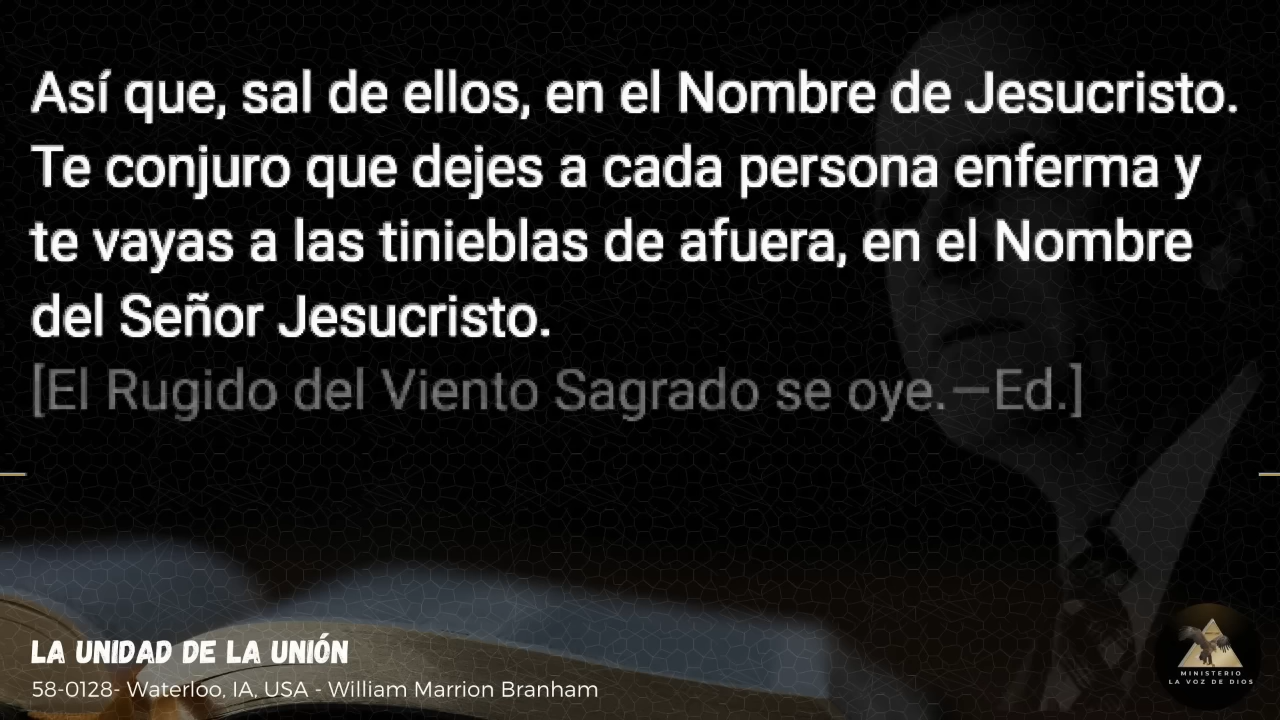 Así que, sal de ellos, en el Nombre de Jesucristo.
Te conjuro que dejes a cada persona enferma y
te vayas a las tinieblas de afuera, en el Nombre
del Señor Jesucristo.
[El Rugido del Viento Sagrado se oye.—Ed.]
LA UNIDAD DE LA UNIÓN
58-0128- Waterloo, IA, USA - William Marrion Branham
MINISTERIO
LA VOZ DE DIOS